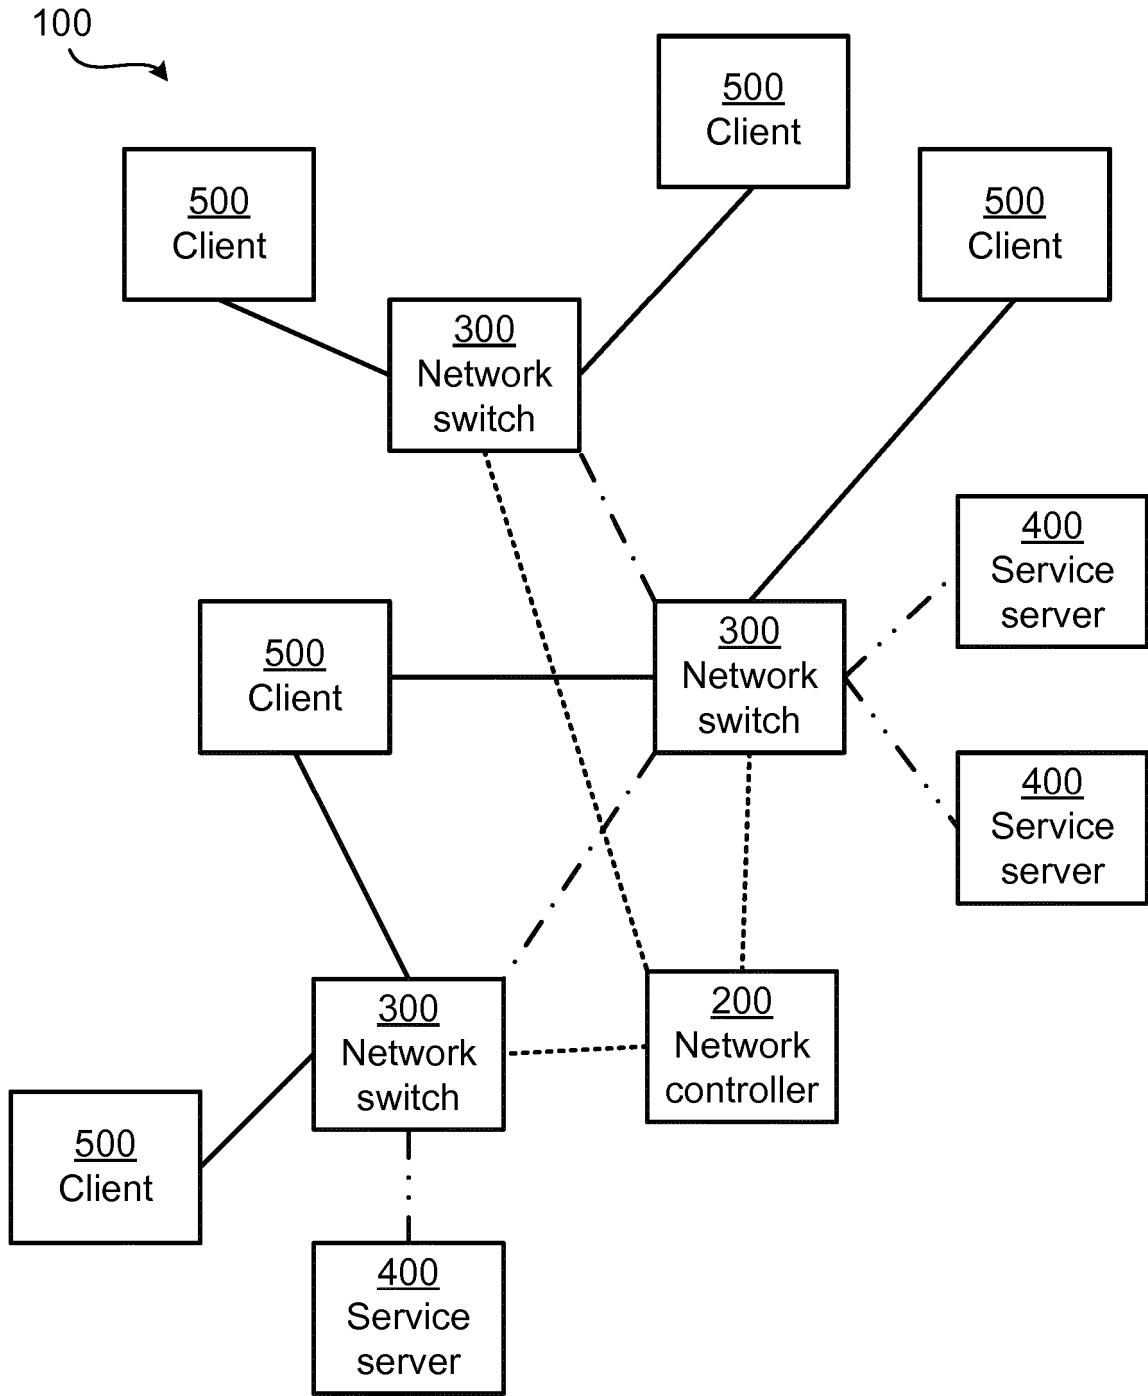 100
500
Client
500
Client
500
Client
300
Network
switch
400
Service
server
500
Client
300
Network
switch
400
Service
server
300
Network
switch
200
Network
controller
500
Client
400
Service
server